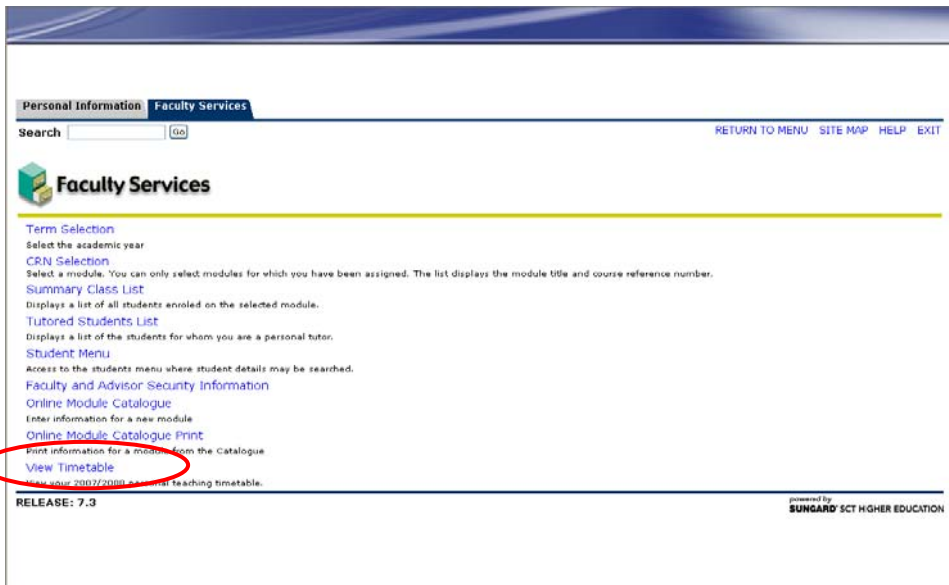 Personal Information Faculty Services
Search Go RETURN TO MENU SITE MAP HELP EXIT
Faculty Services
Term Selection
Select the academic year
CRN Selection
Select a module. You can only select modules for which you have been assigned. The list displays the module title and course reference number.
Summary Class List
Displays a list of all students enroled on the selected module.
Tutored Students List
Displays a list of the students for whom you are a personal tutor.
Student Menu
Access to the students menu where student details may be searched.
Faculty and Advisor Security Information
Online Module Catalogue
Enter information for a new module
Online Module Catalogue Print
Print information for a module from the Catalogue
View Timetable
View your 2007/2008 personal teaching timetable.
RELEASE: 7.3 powered by
SUNGARD' SCT HIGHER EDUCATION